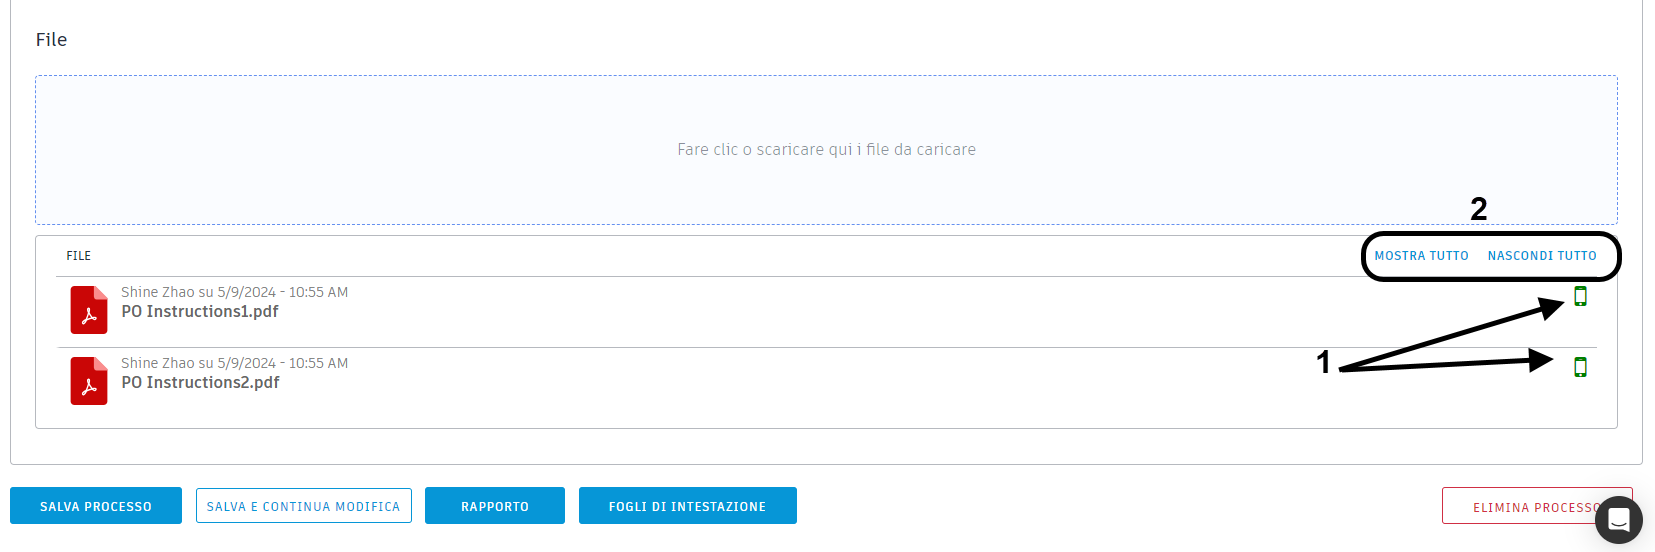 File
Fare clic o scaricare qui i file da caricare
2
FILE
MOSTRA TUTTO NASCONDI TUTTO
Shine Zhao su 5/9/2024 - 10:55 AM
PO Instructions1.pdf
1
Shine Zhao su 5/9/2024 - 10:55 AM
PO Instructions2.pdf
SALVA PROCESSO SALVA E CONTINUA MODIFICA RAPPORTO FOGLI DI INTESTAZIONE ELIMINA PROCESSO